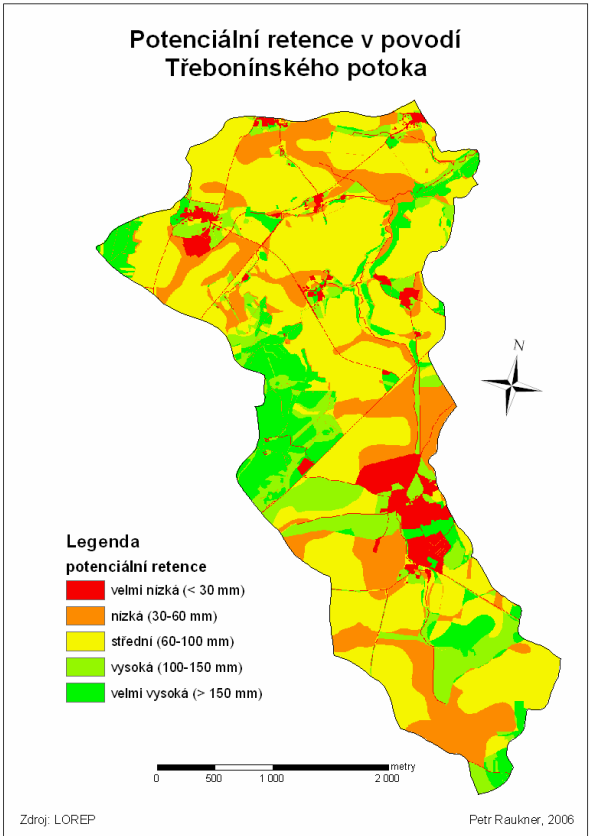 Potenciální retence v povodí
Třebonínského potoka
N
Legenda
potenciální retence
velmi nízká (< 30 mm)
nízká (30-60 mm)
střední (60-100 mm)
vysoká (100-150 mm)
velmi vysoká (> 150 mm)
metry
0 500 1 000 2 000
Zdroj: LOREP
Petr Raukner, 2006